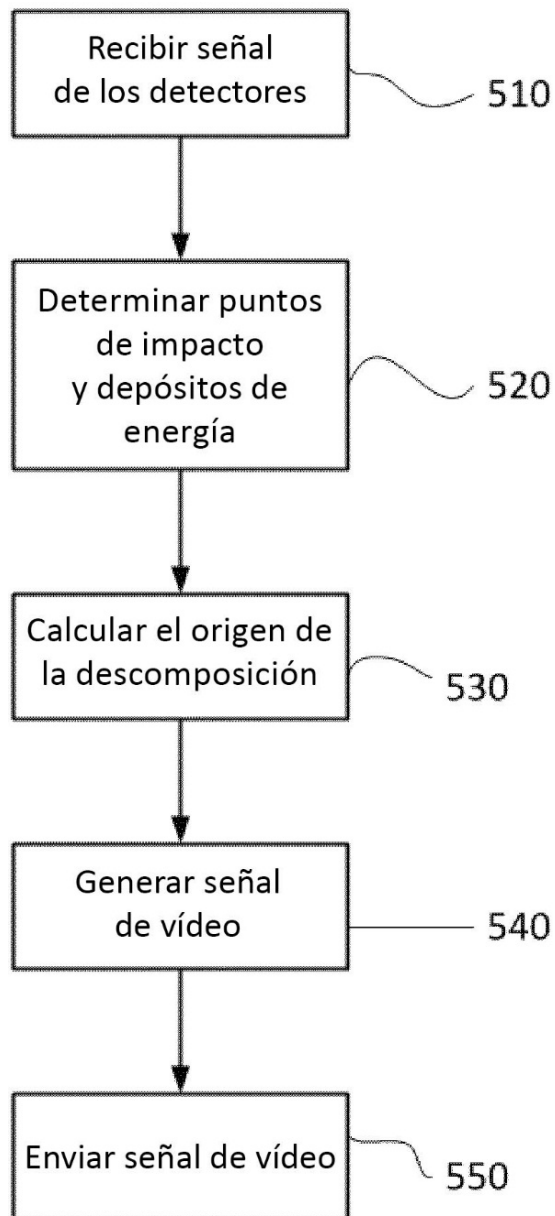 Recibir señal
de los detectores
510
Determinar puntos
de impacto
y depósitos de
energía
520
Calcular el origen de
la descomposición
530
Generar señal
de vídeo
540
Enviar señal de vídeo
550